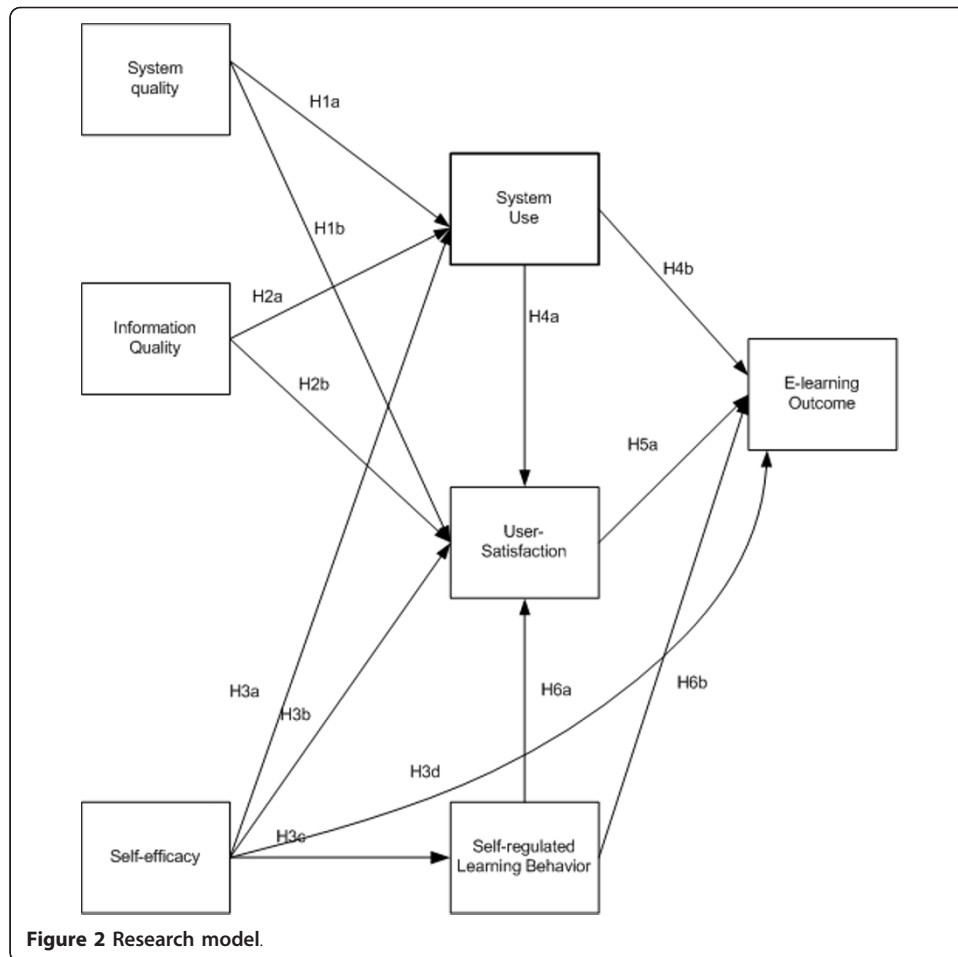 System
quality
H1a
System
Use
H1b
H4b
H2a
H4a
Information
Quality
E-learning
Outcome
H2b
H5a
User-
Satisfaction
H3a
H6a
H6b
H3b
H3d
H3c
Self-efficacy
Self-regulated
Learning Behavior
Figure 2 Research model.